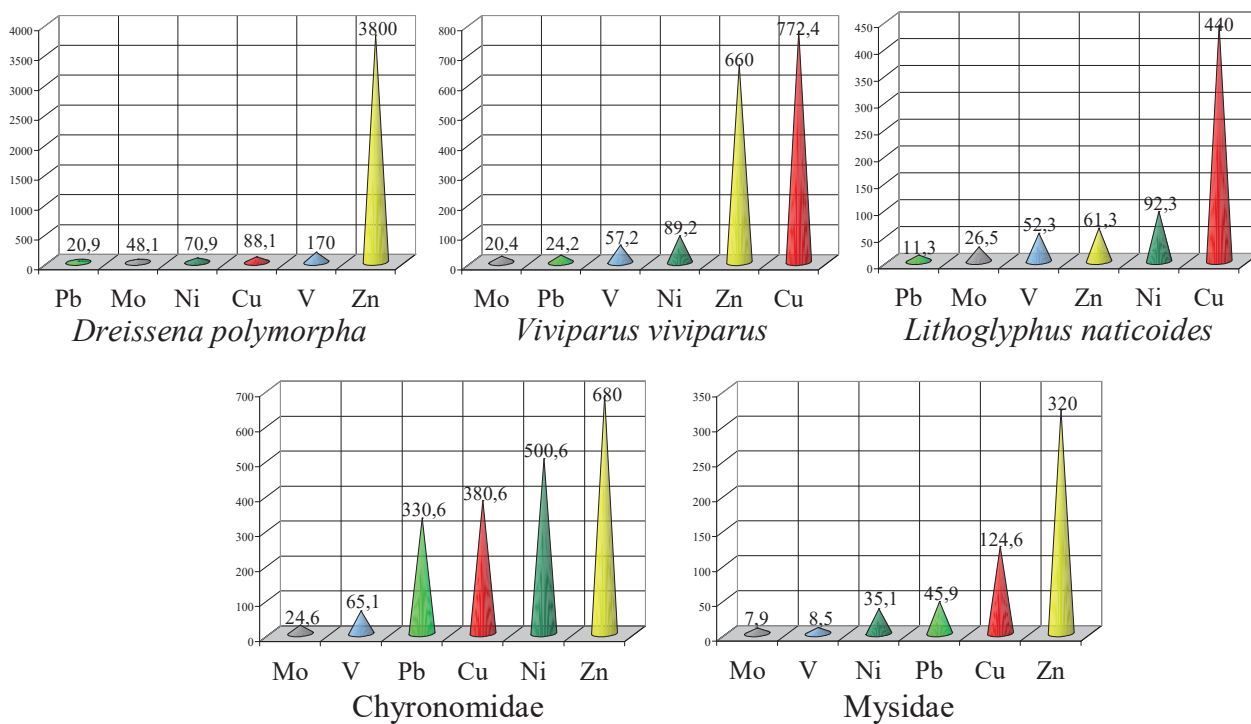 4000
3500
3000
2500
2000
1500
1000
500
0
20,9 48,1 70,9 88,1 170 3800
Pb Mo Ni Cu V Zn
Dreissena polymorpha
800
700
600
500
400
300
200
100
0
20,4 24,2 57,2 89,2 660 772,4
Mo Pb V Ni Zn Cu
Viviparus viviparus
450
400
350
300
250
200
150
100
50
0
11,3 26,5 52,3 61,3 92,3 440
Pb Mo V Zn Ni Cu
Lithoglyphus naticoides
700
600
500
400
300
200
100
0
24,6 65,1 330,6 380,6 500,6 680
Mo V Pb Cu Ni Zn
Chyronomidae
350
300
250
200
150
100
50
0
7,9 8,5 35,1 45,9 124,6 320
Mo V Ni Pb Cu Zn
Mysidae